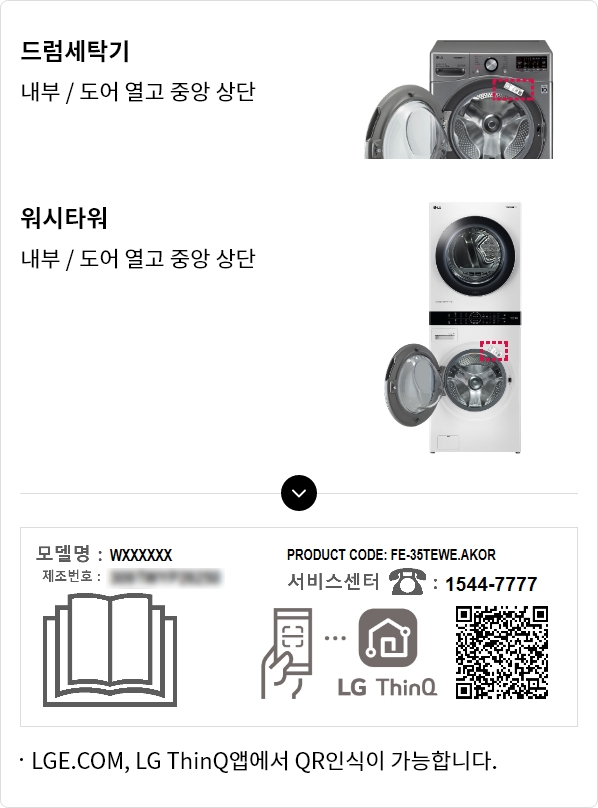 드럼세탁기
내부 / 도어 열고 중앙 상단
워시타워
내부 / 도어 열고 중앙 상단
모델명 : WXXXXXX
제조번호 :
PRODUCT CODE: FE-35TEWE.AKOR
서비스센터 : 1544-7777
LG ThinQ
· LGE.COM, LG ThinQ앱에서 QR인식이 가능합니다.